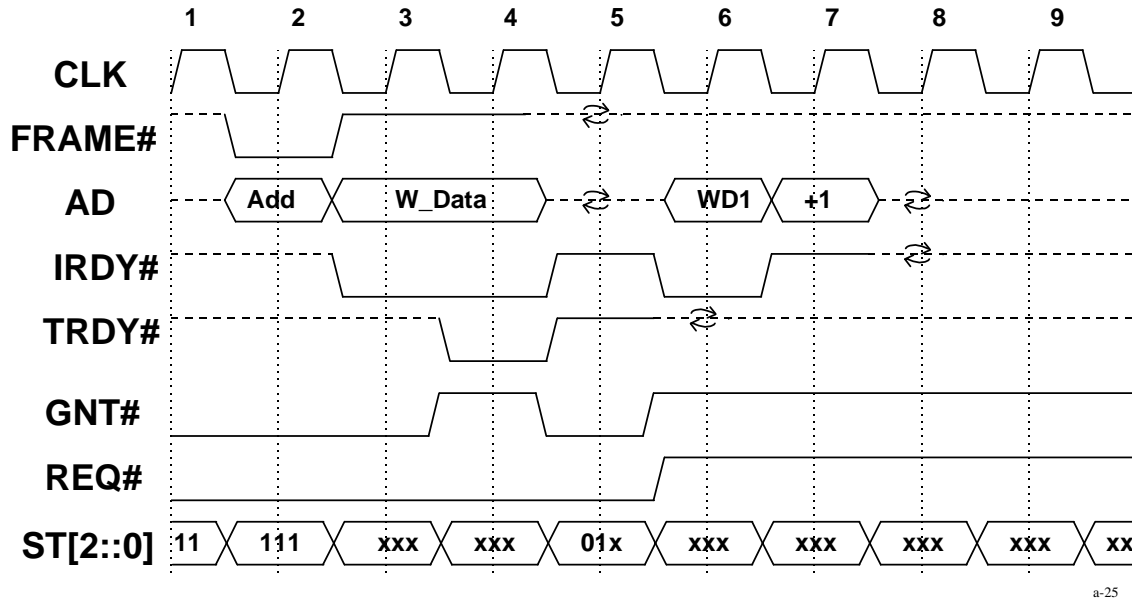 1 2 3 4 5 6 7 8 9
CLK
FRAME#
AD Add W_Data WD1 +1
IRDY#
TRDY#
GNT#
REQ#
ST[2::0] 11 111 xxx xxx 01x xxx xxx xxx xxx xx
a-25